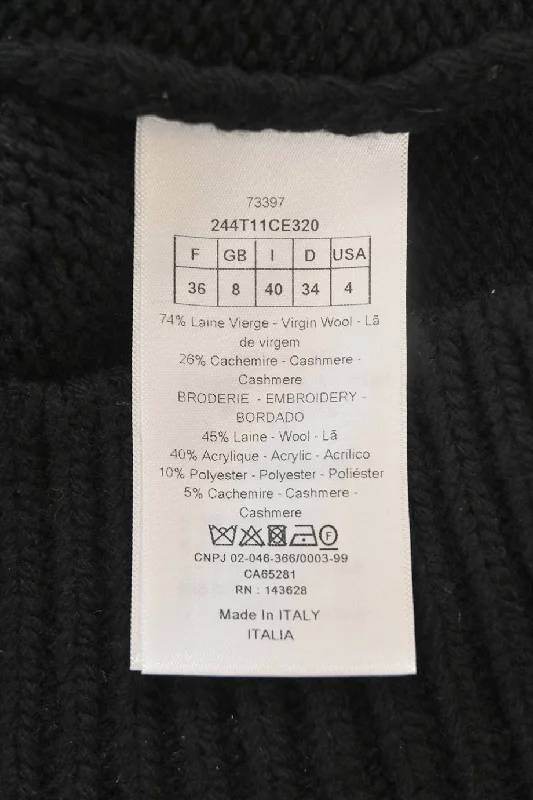 73397
244T11CE320
F GB I D USA
36 8 40 34 4
74% Laine Vierge - Virgin Wool - Lã
de virgem
26% Cachemire - Cashmere -
Cashmere
BRODERIE - EMBROIDERY -
BORDADO
45% Laine - Wool - Lã
40% Acrylique - Acrylic - Acrílico
10% Polyester - Polyester - Poliéster
5% Cachemire - Cashmere -
Cashmere
F
CNPJ 02-046-366/0003-99
CA65281
RN : 143628
Made In ITALY
ITALIA